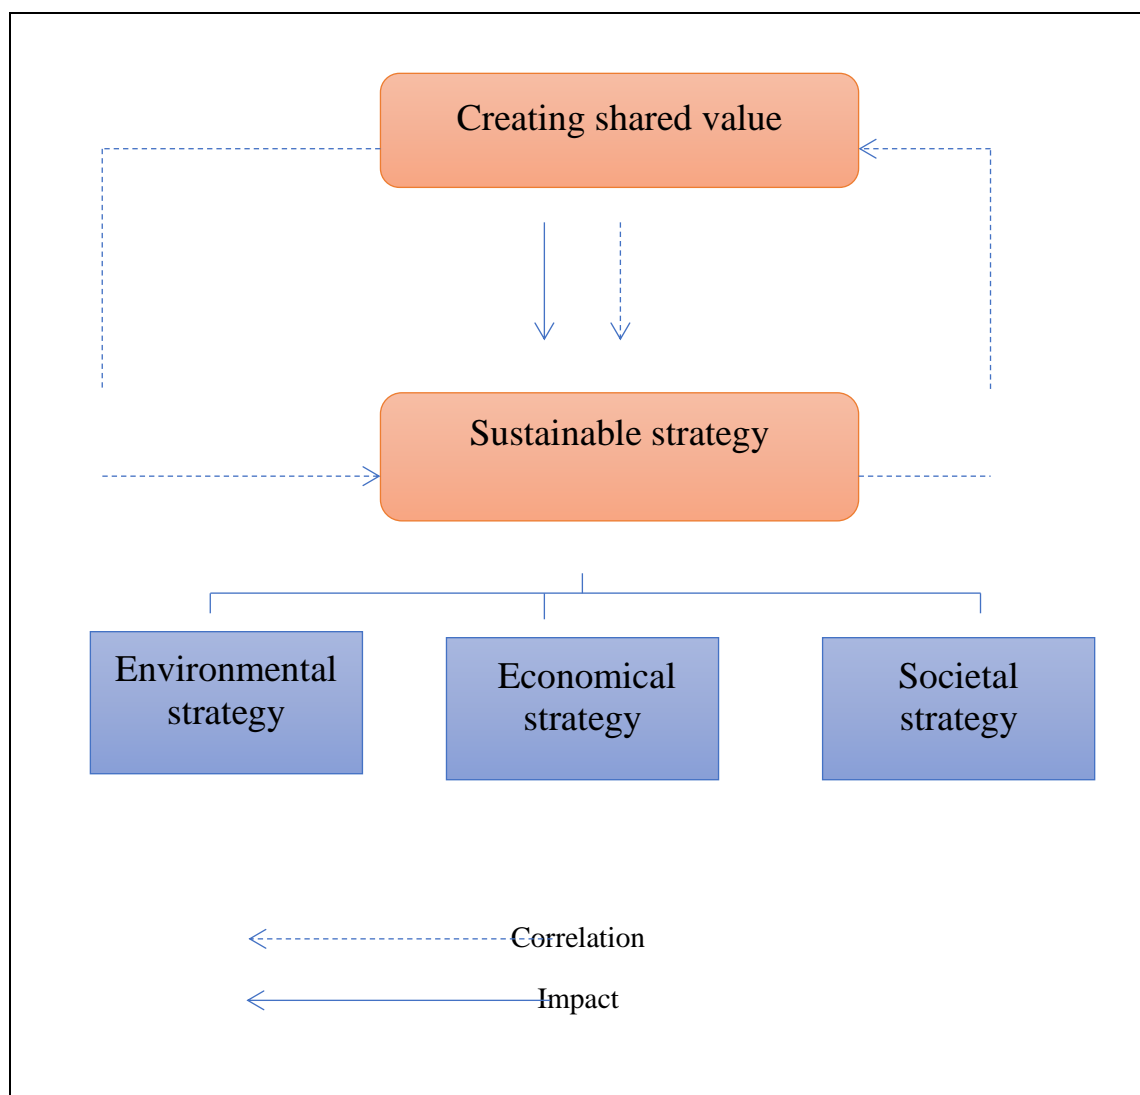 Creating shared value
Sustainable strategy
Environmental
strategy
Economical
strategy
Societal
strategy
Correlation
Impact